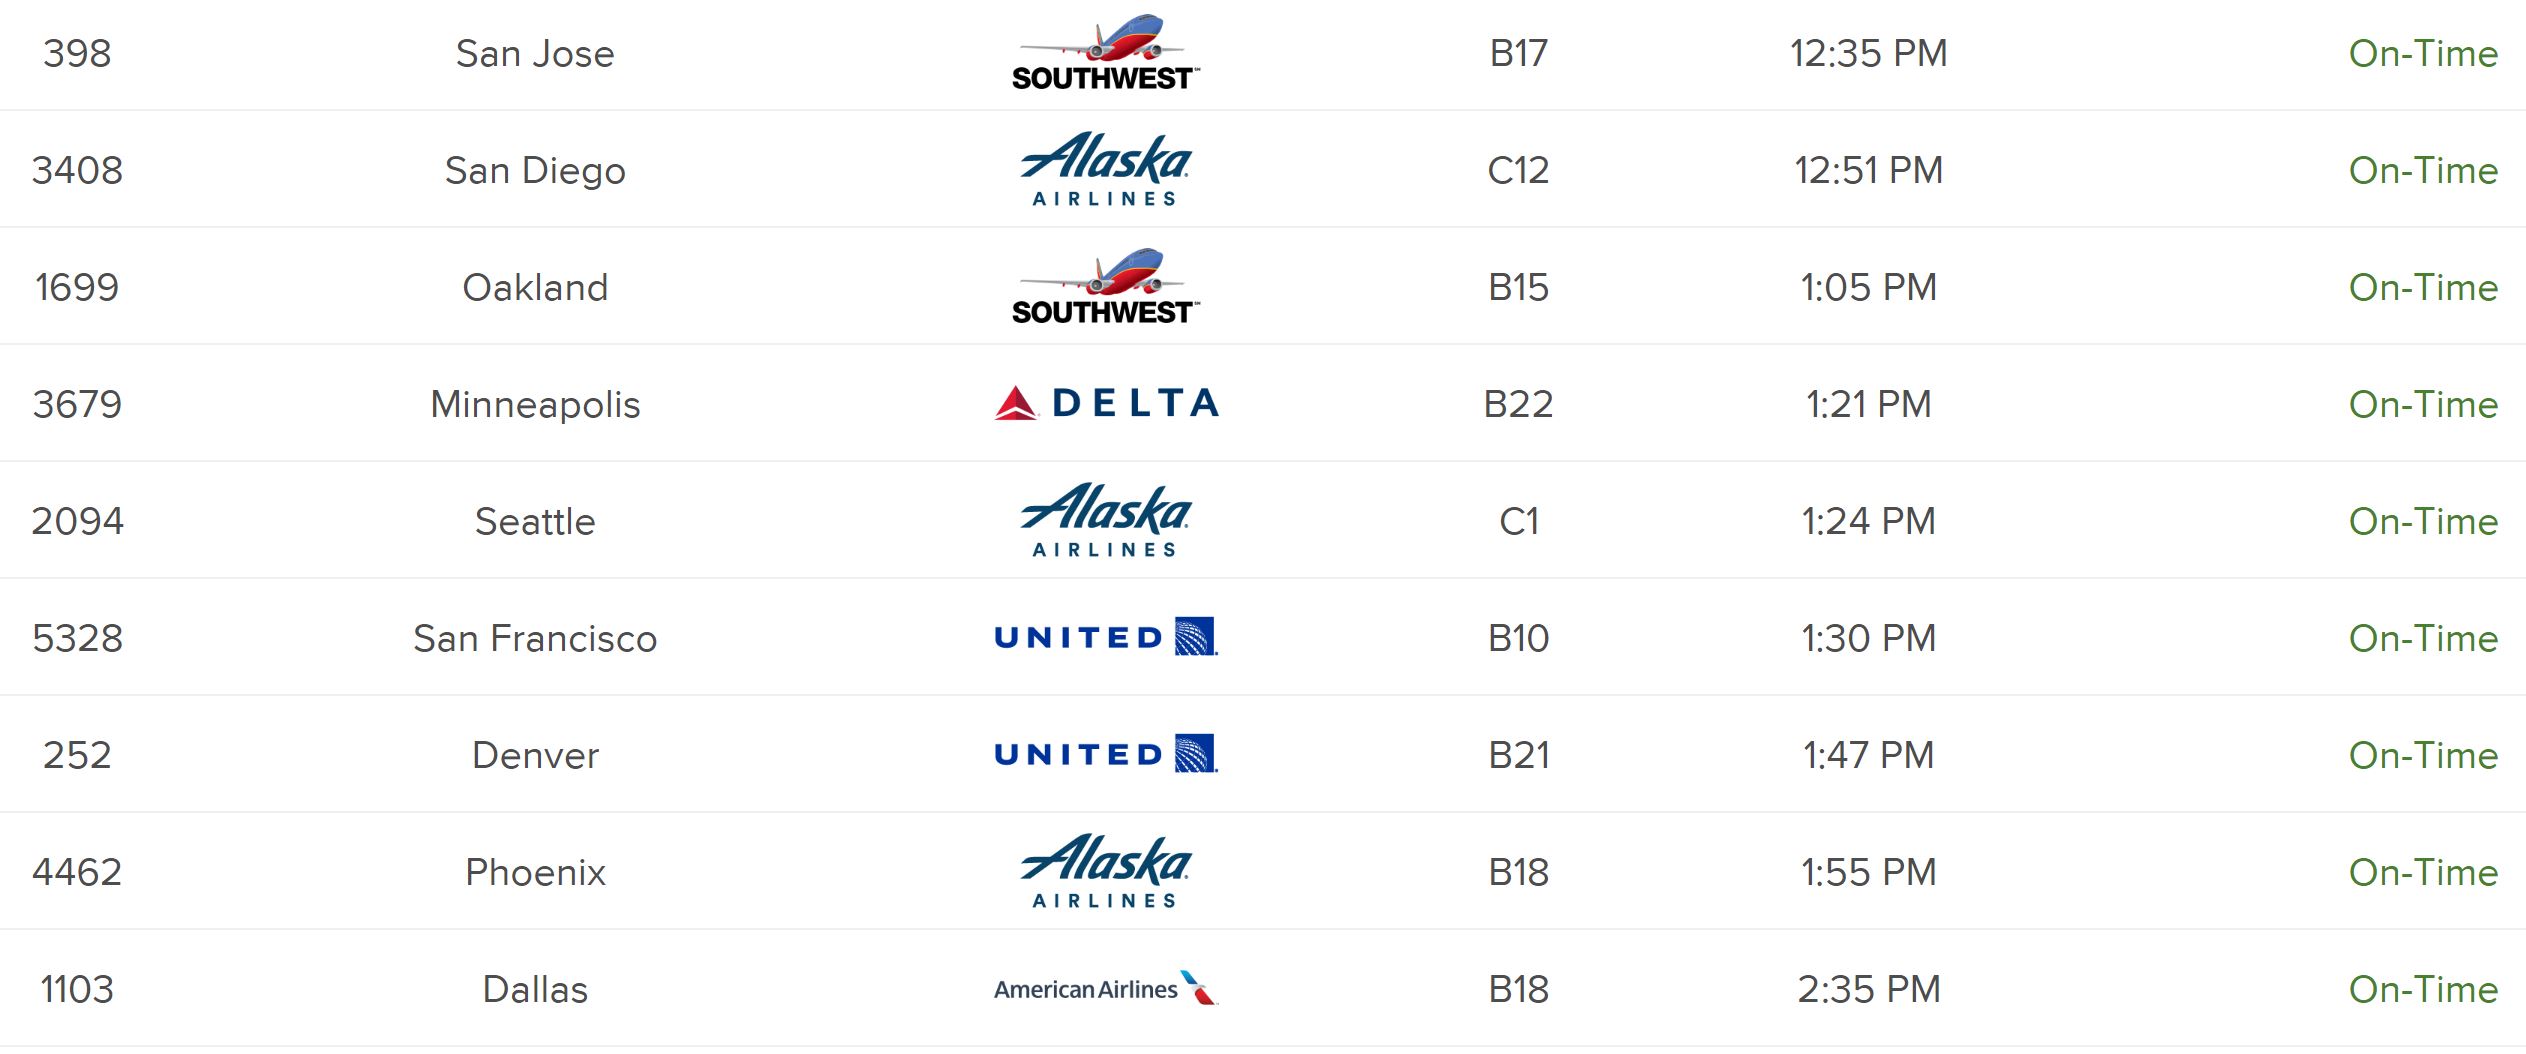 398 San Jose SOUTHWEST B17 12:35 PM On-Time
3408 San Diego Alaska AIRLINES C12 12:51 PM On-Time
1699 Oakland SOUTHWEST B15 1:05 PM On-Time
3679 Minneapolis DELTA B22 1:21 PM On-Time
2094 Seattle Alaska AIRLINES C1 1:24 PM On-Time
5328 San Francisco UNITED B10 1:30 PM On-Time
252 Denver UNITED B21 1:47 PM On-Time
4462 Phoenix Alaska AIRLINES B18 1:55 PM On-Time
1103 Dallas American Airlines B18 2:35 PM On-Time